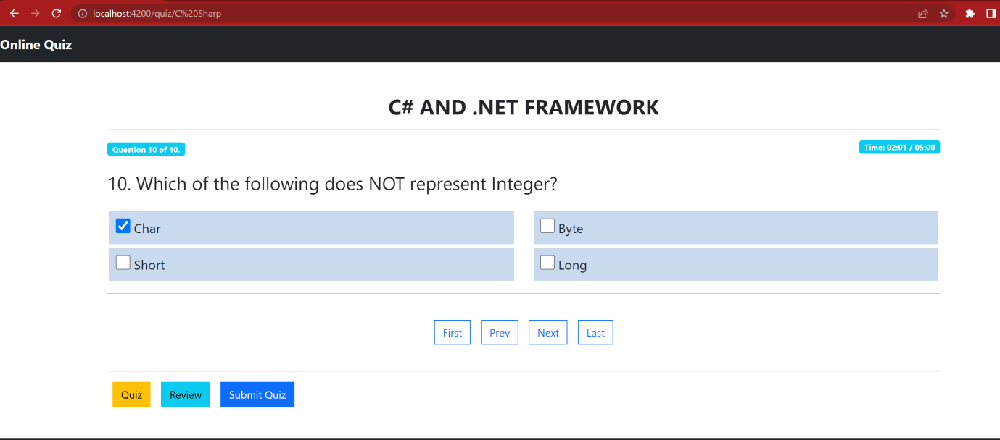 localhost:4200/quiz/C%20Sharp
Online Quiz
C# AND .NET FRAMEWORK
Question 10 of 10.
Time: 02:01 / 05:00
10. Which of the following does NOT represent Integer?
Char
Byte
Short
Long
First Prev Next Last
Quiz Review Submit Quiz